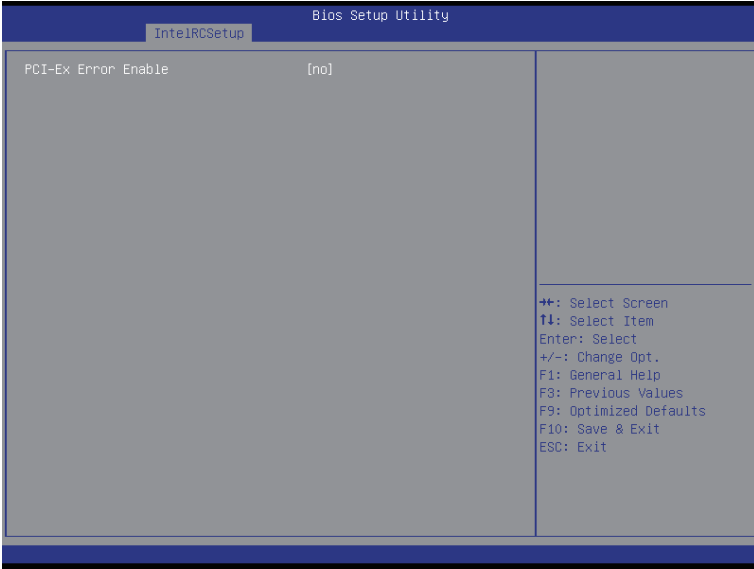 Bios Setup Utility
IntelRCSetup
PCI-Ex Error Enable [no]
→←: Select Screen
↑↓: Select Item
Enter: Select
+/-: Change Opt.
F1: General Help
F3: Previous Values
F9: Optimized Defaults
F10: Save & Exit
ESC: Exit